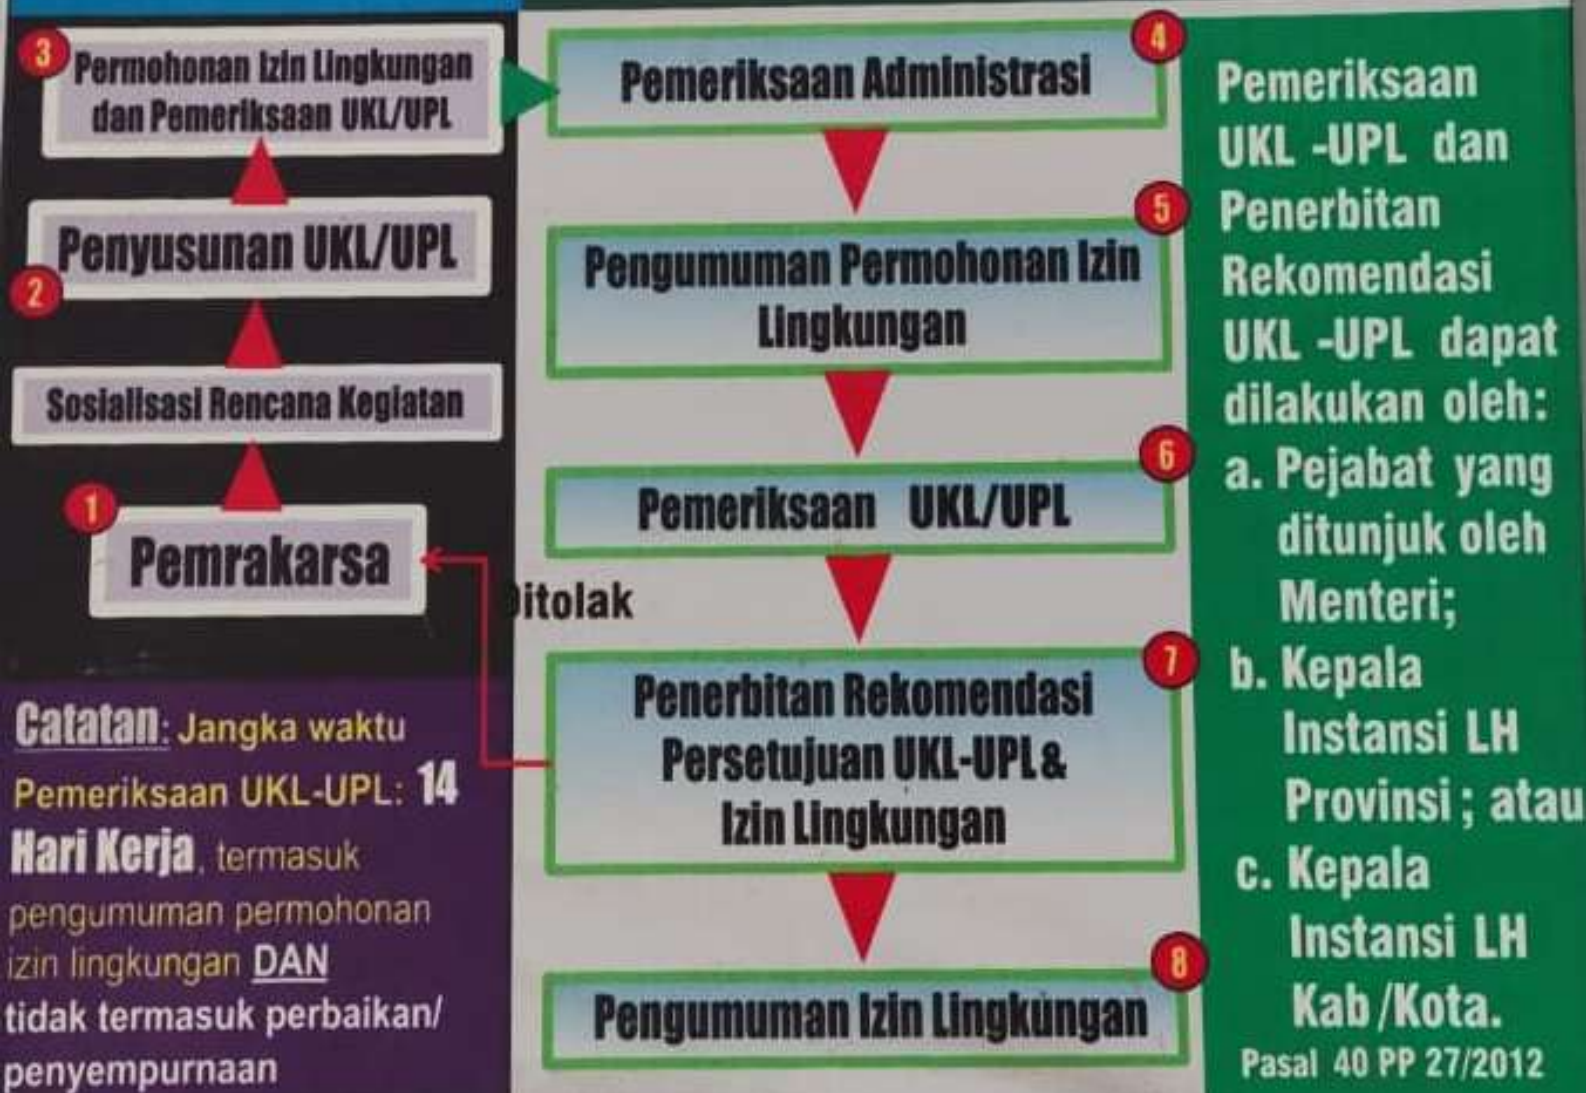 3
Permohonan Izin Lingkungan
dan Pemeriksaan UKL/UPL
Penyusunan UKL/UPL
2
Sosialisasi Rencana Kegiatan
1
Pemrakarsa
Catatan: Jangka waktu
Pemeriksaan UKL-UPL: 14
Hari Kerja, termasuk
pengumuman permohonan
izin lingkungan DAN
tidak termasuk perbaikan/
penyempurnaan
4
Pemeriksaan Administrasi
5
Pengumuman Permohonan Izin
Lingkungan
6
Pemeriksaan UKL/UPL
Ditolak
7
Penerbitan Rekomendasi
Persetujuan UKL-UPL &
Izin Lingkungan
8
Pengumuman Izin Lingkungan
Pemeriksaan
UKL -UPL dan
Penerbitan
Rekomendasi
UKL -UPL dapat
dilakukan oleh:
a. Pejabat yang
ditunjuk oleh
Menteri;
b. Kepala
Instansi LH
Provinsi ; atau
c. Kepala
Instansi LH
Kab /Kota.
Pasal 40 PP 27/2012